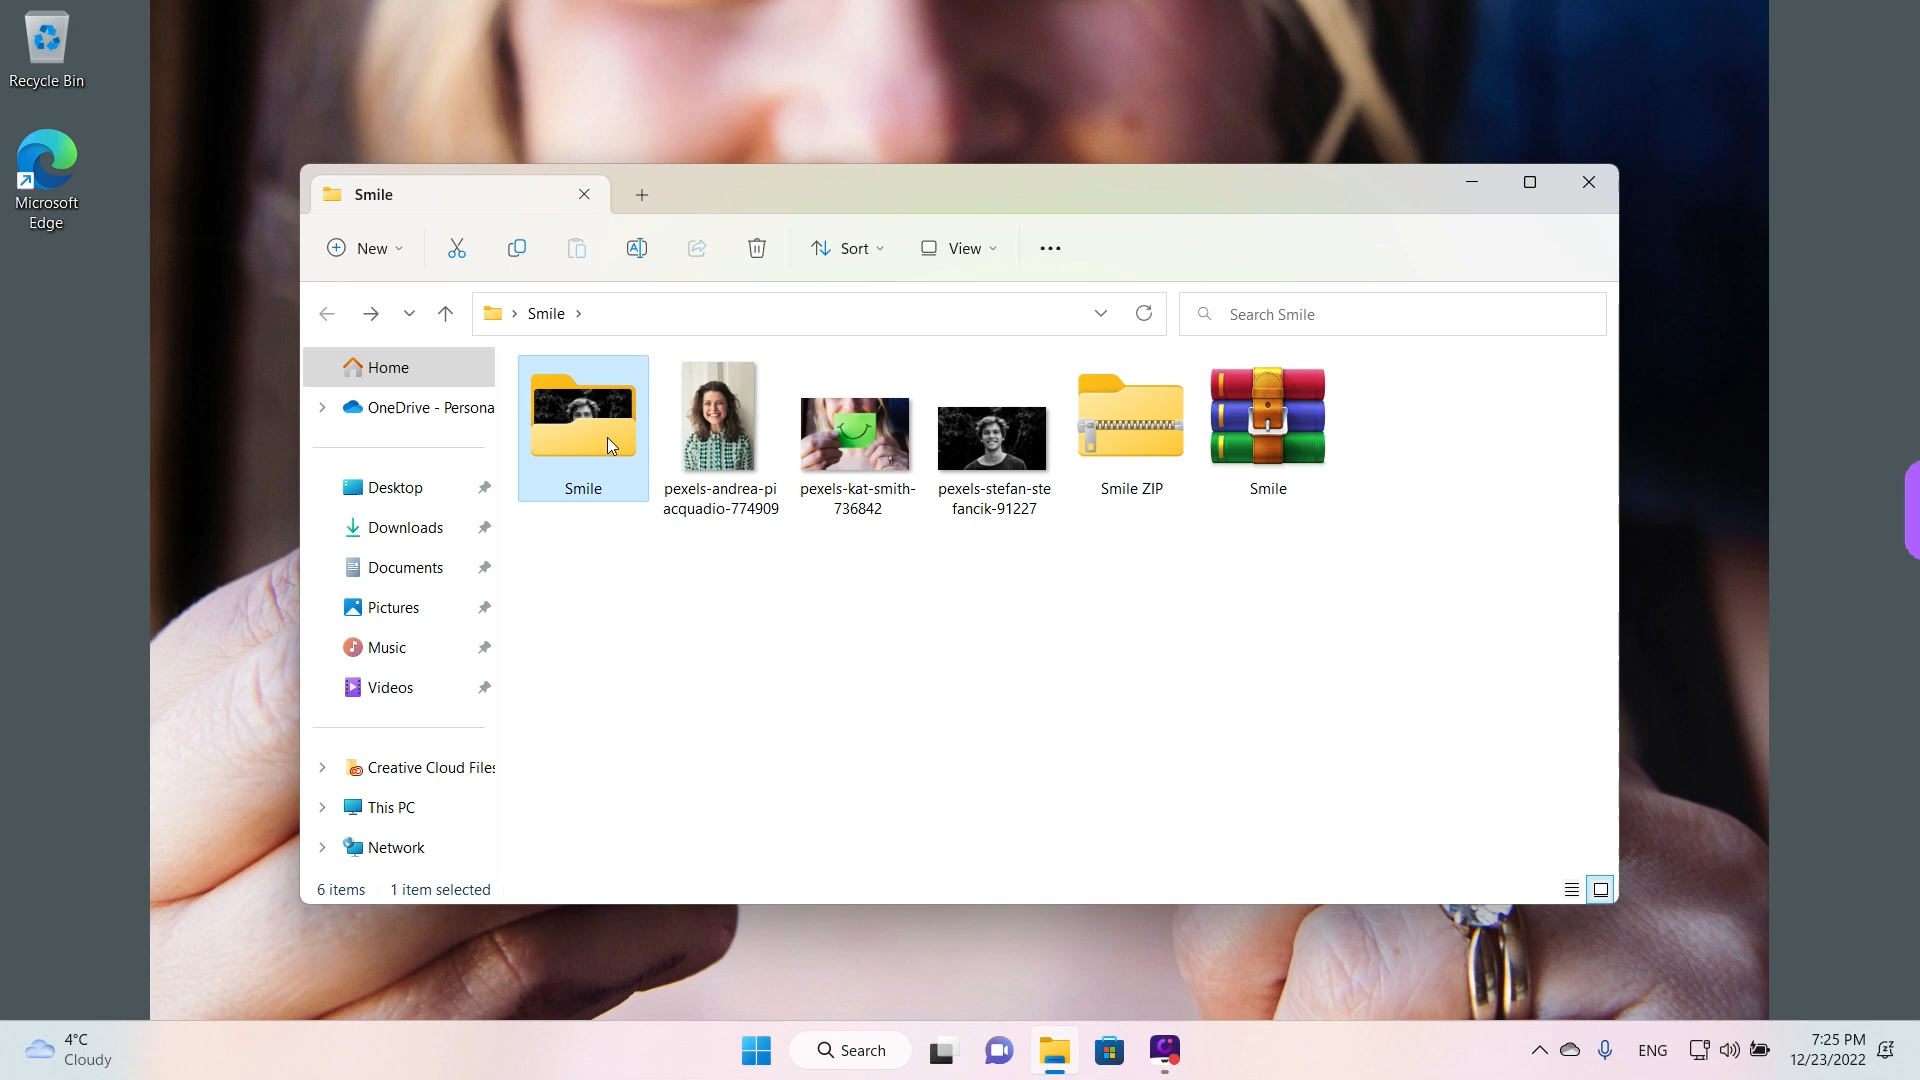 Recycle Bin
Microsoft
Edge
Smile
New
Sort
View
Smile
Search Smile
Home
OneDrive - Persona
Desktop
Downloads
Documents
Pictures
Music
Videos
Creative Cloud Files
This PC
Network
Smile
pexels-andrea-pi
acquadio-774909
pexels-kat-smith-
736842
pexels-stefan-ste
fancik-91227
Smile ZIP
Smile
6 items
1 item selected
4°C
Cloudy
Search
ENG
7:25 PM
12/23/2022